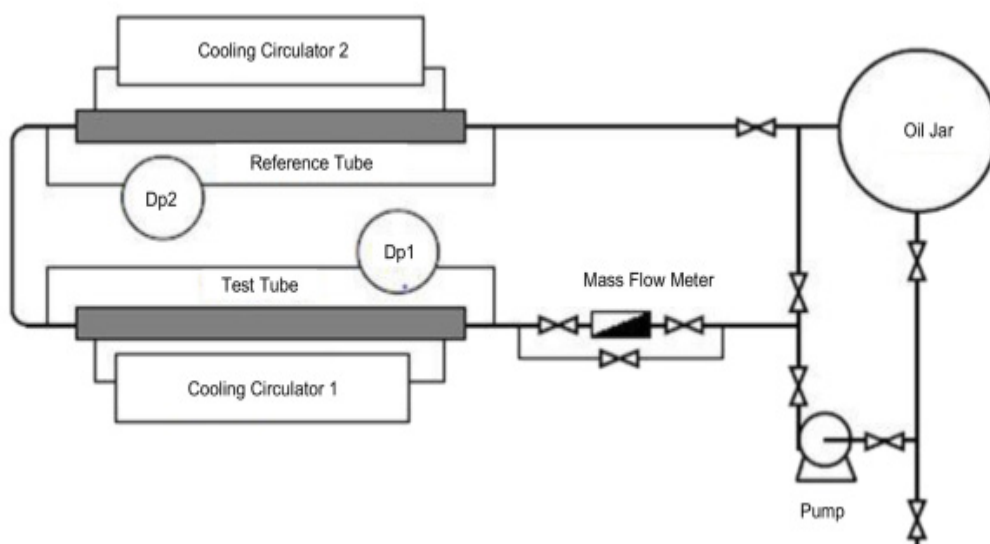 Cooling Circulator 2
Oil Jar
Reference Tube
Dp2
Dp1
Test Tube
Mass Flow Meter
Cooling Circulator 1
Pump